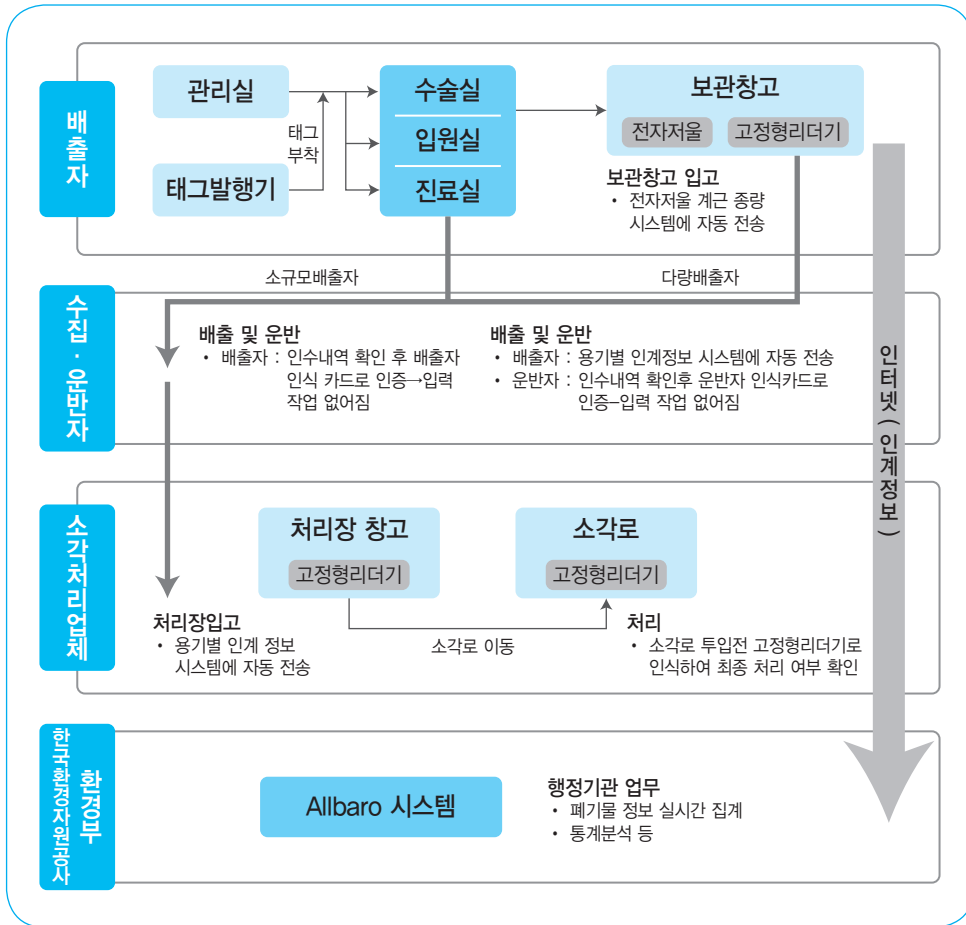 배출자
관리실
태그발행기
태그
부착
수술실
입원실
진료실
보관창고
전자저울
고정형리더기
보관창고 입고
• 전자저울 계근 종량
시스템에 자동 전송
소규모배출자
다량배출자
수집·운반자
배출 및 운반
• 배출자 : 인수내역 확인 후 배출자
인식 카드로 인증→입력
작업 없어짐
배출 및 운반
• 배출자 : 용기별 인계정보 시스템에 자동 전송
• 운반자 : 인수내역 확인후 운반자 인식카드로
인증–입력 작업 없어짐
인터넷(인계정보)
소각처리업체
처리장 창고
고정형리더기
소각로
고정형리더기
처리장입고
• 용기별 인계 정보
시스템에 자동 전송
소각로 이동
처리
• 소각로 투입전 고정형리더기로
인식하여 최종 처리 여부 확인
환경부
한국환경자원공사
Allbaro 시스템
행정기관 업무
• 폐기물 정보 실시간 집계
• 통계분석 등